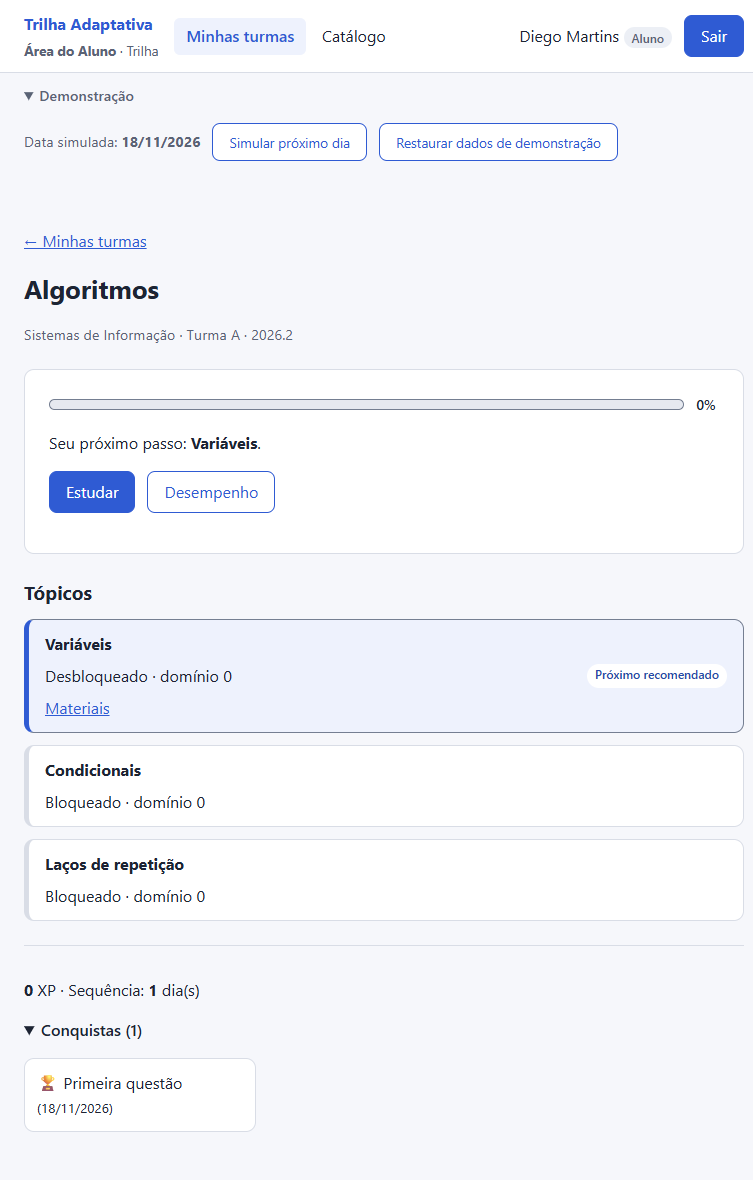 Trilha Adaptativa
Área do Aluno · Trilha
Minhas turmas
Catálogo
Diego Martins
Aluno
Sair
▼ Demonstração
Data simulada: 18/11/2026
Simular próximo dia
Restaurar dados de demonstração
← Minhas turmas
Algoritmos
Sistemas de Informação · Turma A · 2026.2
0%
Seu próximo passo: Variáveis.
Estudar
Desempenho
Tópicos
Variáveis
Desbloqueado · domínio 0
Próximo recomendado
Materiais
Condicionais
Bloqueado · domínio 0
Laços de repetição
Bloqueado · domínio 0
0 XP · Sequência: 1 dia(s)
▼ Conquistas (1)
🏆 Primeira questão
(18/11/2026)